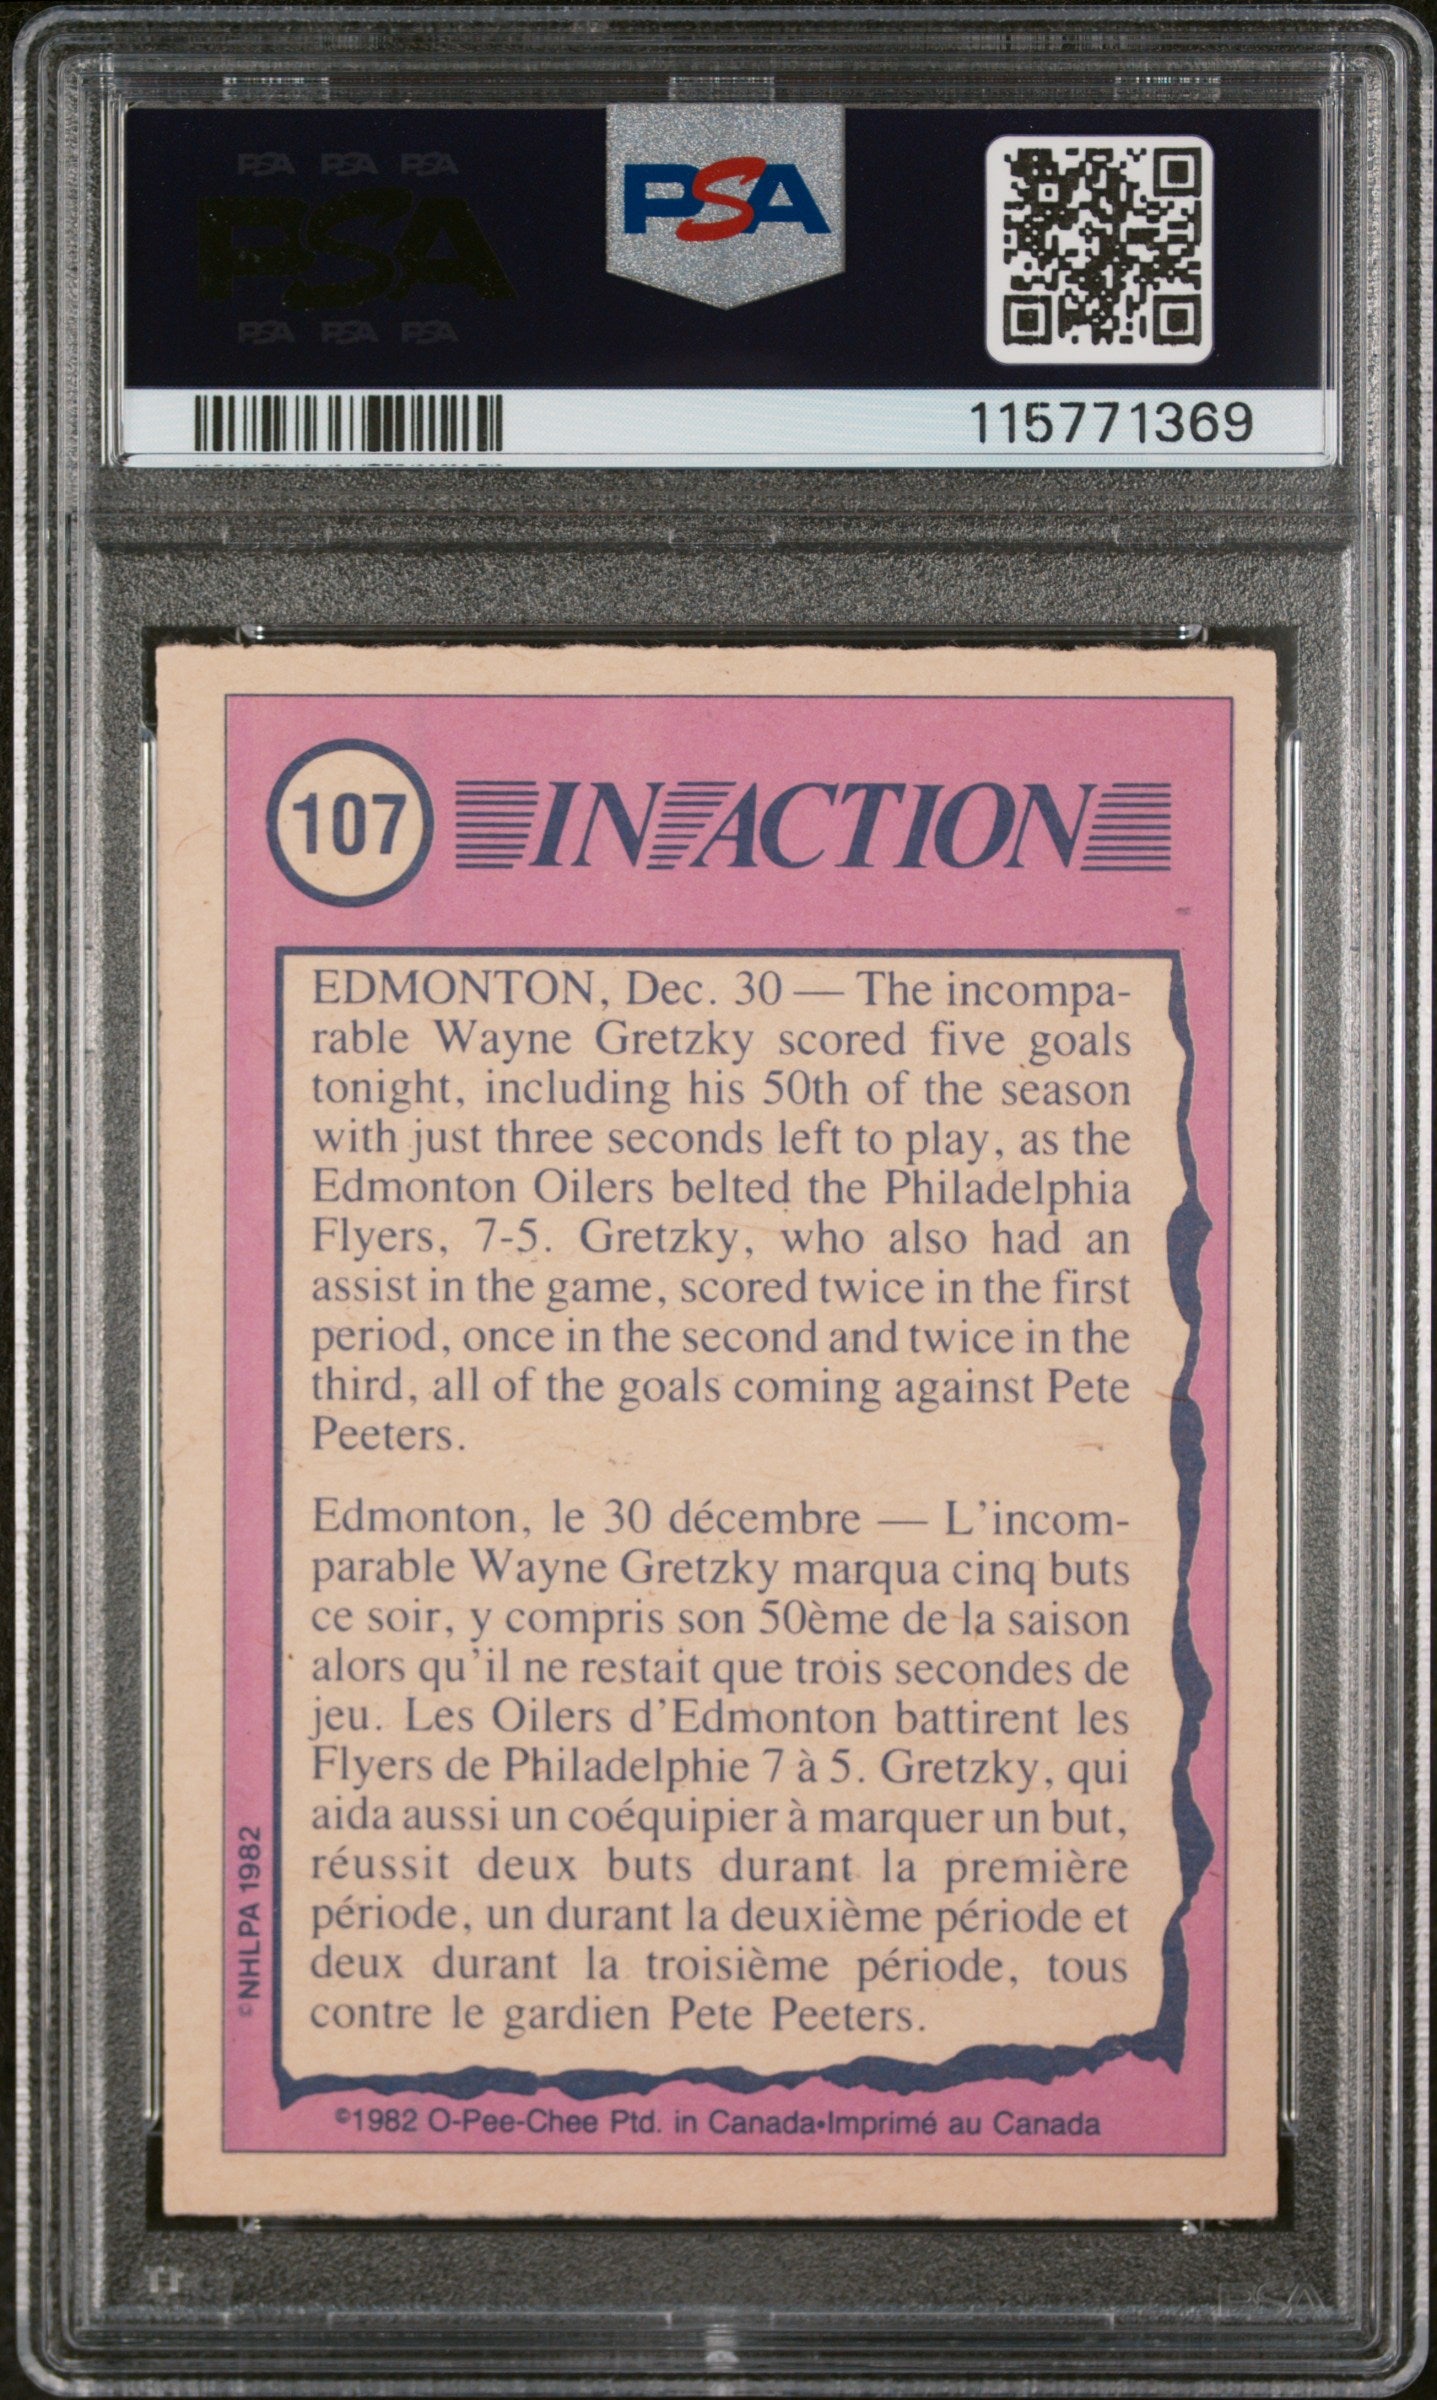 PSA PSA PSA
PSA
PSA PSA PSA
PSA
115771369
107 IN ACTION
EDMONTON, Dec. 30 — The incompa-
rable Wayne Gretzky scored five goals
tonight, including his 50th of the season
with just three seconds left to play, as the
Edmonton Oilers belted the Philadelphia
Flyers, 7-5. Gretzky, who also had an
assist in the game, scored twice in the first
period, once in the second and twice in the
third, all of the goals coming against Pete
Peeters.
Edmonton, le 30 décembre — L'incom-
parable Wayne Gretzky marqua cinq buts
ce soir, y compris son 50ème de la saison
alors qu'il ne restait que trois secondes de
jeu. Les Oilers d'Edmonton battirent les
Flyers de Philadelphie 7 à 5. Gretzky, qui
aida aussi un coéquipier à marquer un but,
réussit deux buts durant la première
période, un durant la deuxième période et
deux durant la troisième période, tous
contre le gardien Pete Peeters.
©NHLPA 1982
©1982 O-Pee-Chee Ptd. in Canada•Imprimé au Canada
PSA